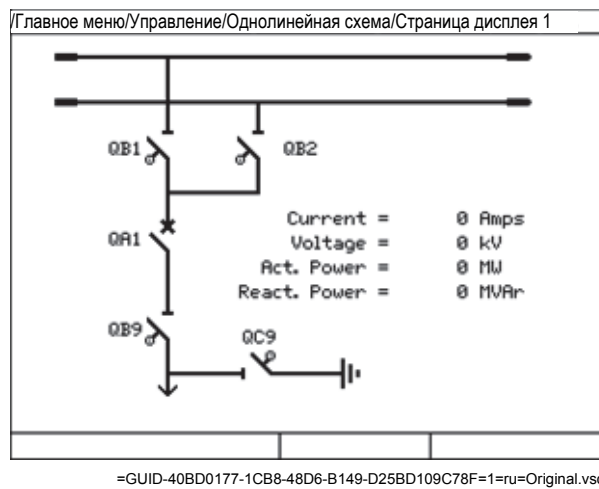 /Главное меню/Управление/Однолинейная схема/Страница дисплея 1
QB1
QB2
QA1
Current = 0 Amps
Voltage = 0 kV
Act. Power = 0 MW
React. Power = 0 MVAr
QB9
QC9
=GUID-40BD0177-1CB8-48D6-B149-D25BD109C78F=1=ru=Original.vsd